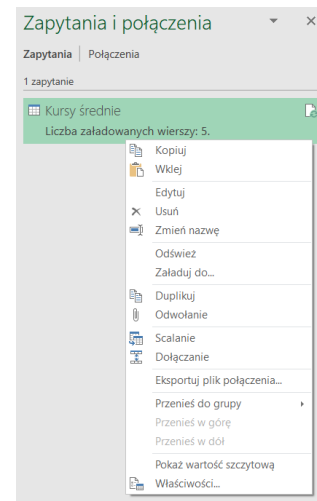 Zapytania i połączenia
Zapytania | Połączenia
1 zapytanie
Kursy średnie
Liczba załadowanych wierszy: 5.
Kopiuj
Wklej
Edytuj
Usuń
Zmień nazwę
Odśwież
Załaduj do...
Duplikuj
Odwołanie
Scalanie
Dołączanie
Eksportuj plik połączenia...
Przenieś do grupy
Przenieś w górę
Przenieś w dół
Pokaż wartość szczytową
Właściwości...